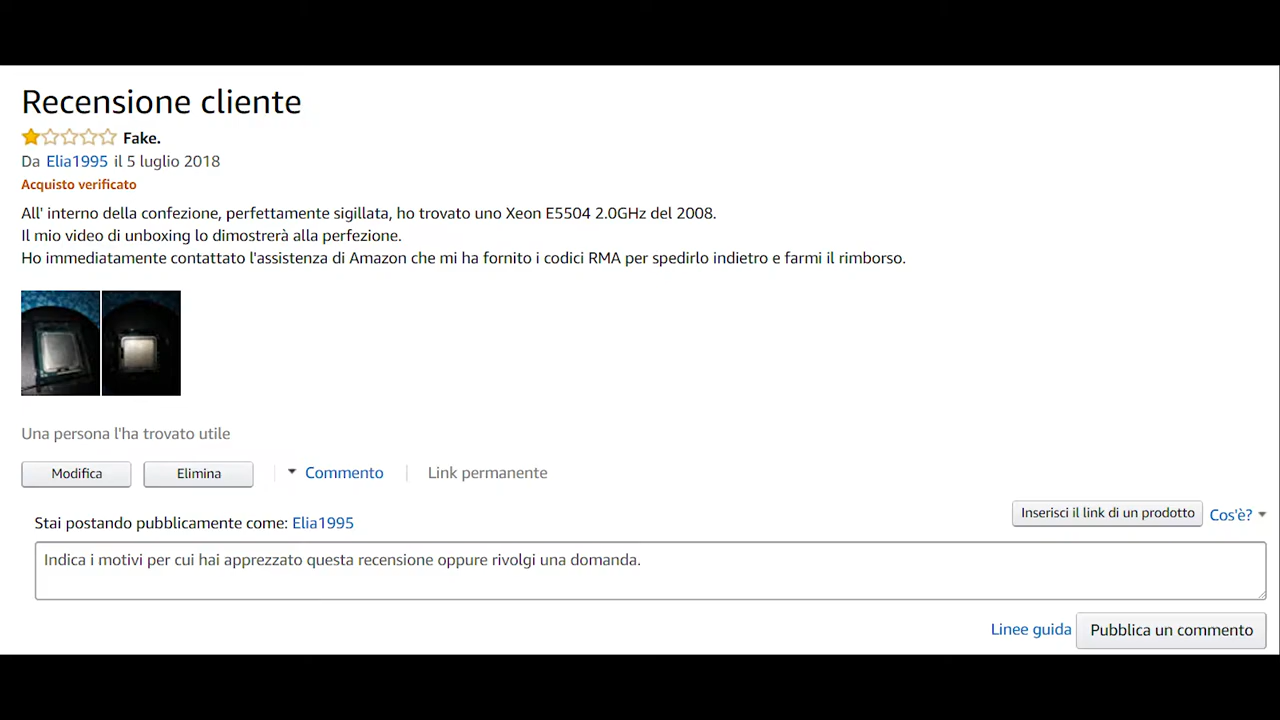 Recensione cliente
Fake.
Da Elia1995 il 5 luglio 2018
Acquisto verificato
All' interno della confezione, perfettamente sigillata, ho trovato uno Xeon E5504 2.0GHz del 2008.
Il mio video di unboxing lo dimostrerà alla perfezione.
Ho immediatamente contattato l'assistenza di Amazon che mi ha fornito i codici RMA per spedirlo indietro e farmi il rimborso.
Una persona l'ha trovato utile
Modifica Elimina Commento Link permanente
Stai postando pubblicamente come: Elia1995 Inserisci il link di un prodotto Cos'è?
Indica i motivi per cui hai apprezzato questa recensione oppure rivolgi una domanda.
Linee guida Pubblica un commento